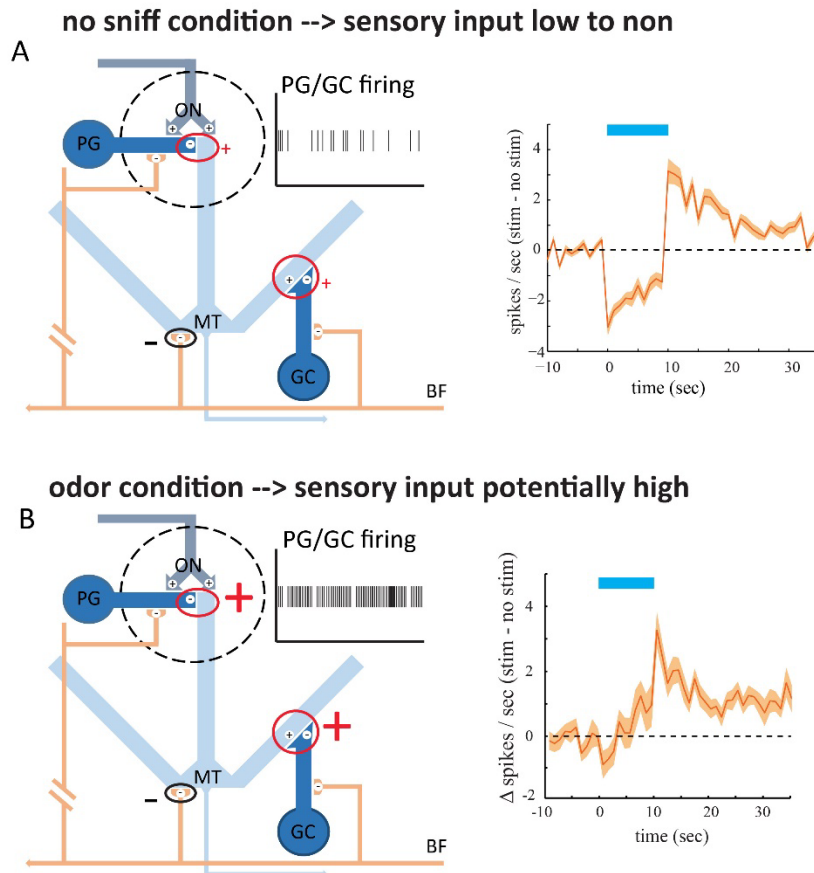 no sniff condition --> sensory input low to non
A
ON
PG
-
+ +
-
+
MT
-
-
+ -
+
GC
-
BF
PG/GC firing
spikes / sec (stim - no stim)
4
2
0
−2
−4
−10 0 10 20 30
time (sec)
odor condition --> sensory input potentially high
B
ON
PG
-
+ +
-
+
MT
-
-
+ -
+
GC
-
BF
PG/GC firing
Δ spikes / sec (stim - no stim)
4
2
0
-2
-10 0 10 20 30
time (sec)